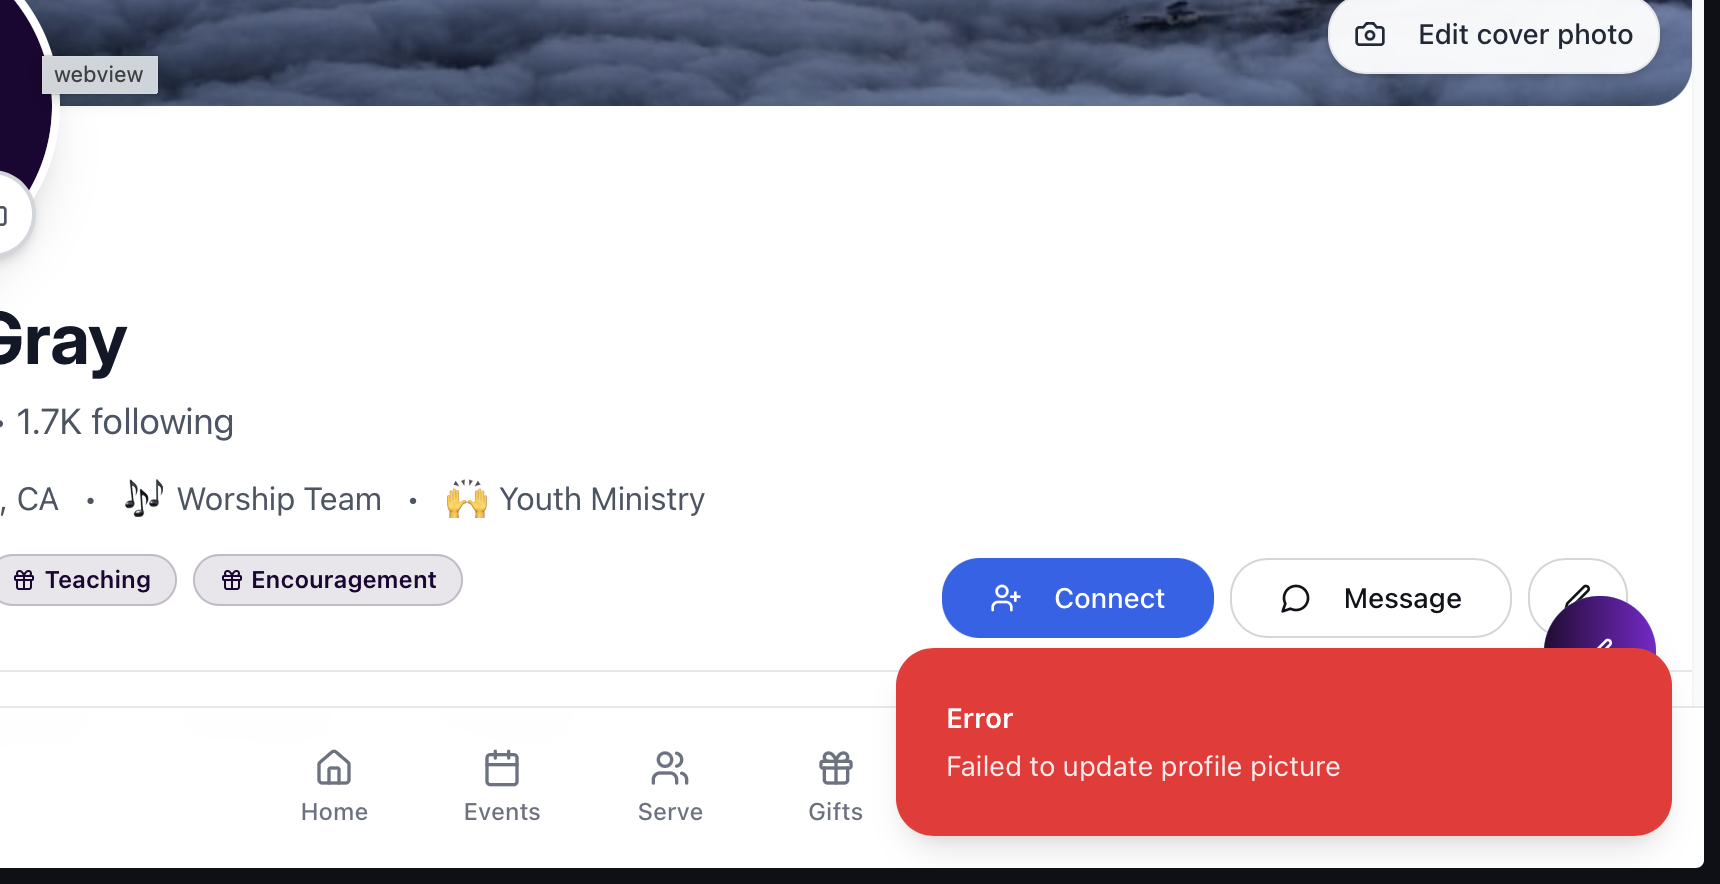 Edit cover photo
webview
Gray
• 1.7K following
, CA • 🎶 Worship Team • 🙌 Youth Ministry
Teaching Encouragement
Connect Message
Error
Failed to update profile picture
Home Events Serve Gifts